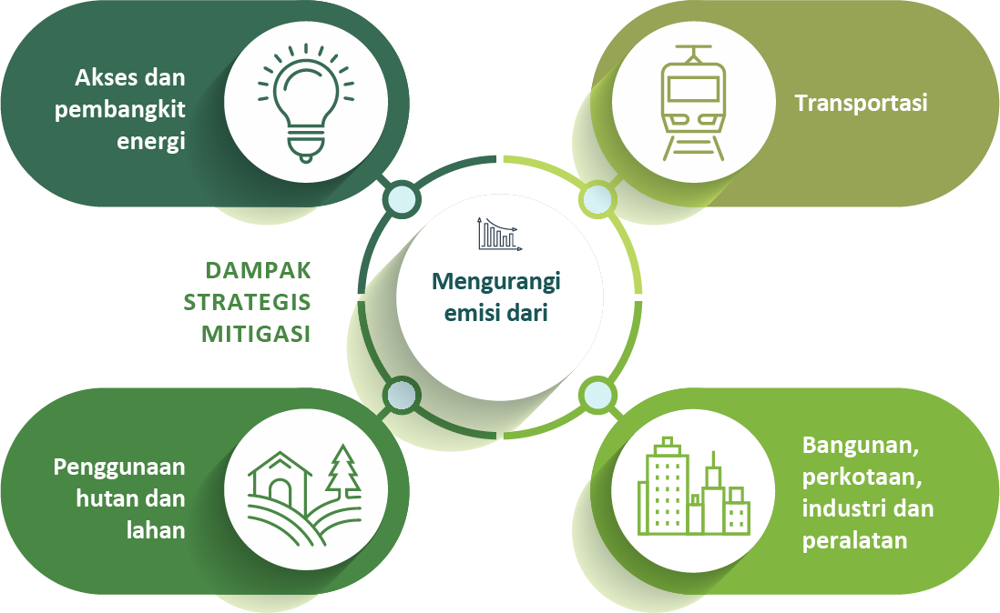 Akses dan
pembangkit
energi
Transportasi
DAMPAK
STRATEGIS
MITIGASI
Mengurangi
emisi dari
Penggunaan
hutan dan
lahan
Bangunan,
perkotaan,
industri dan
peralatan